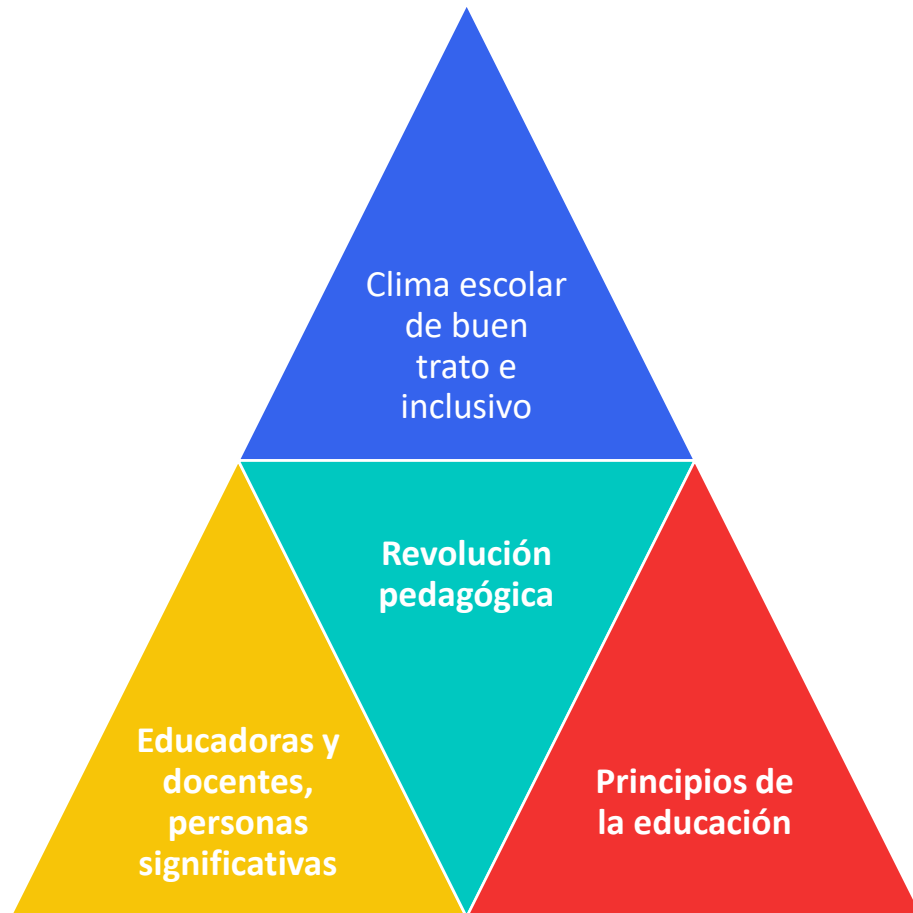 Clima escolar
de buen
trato e
inclusivo
Revolución
pedagógica
Educadoras y
docentes,
personas
significativas
Principios de
la educación